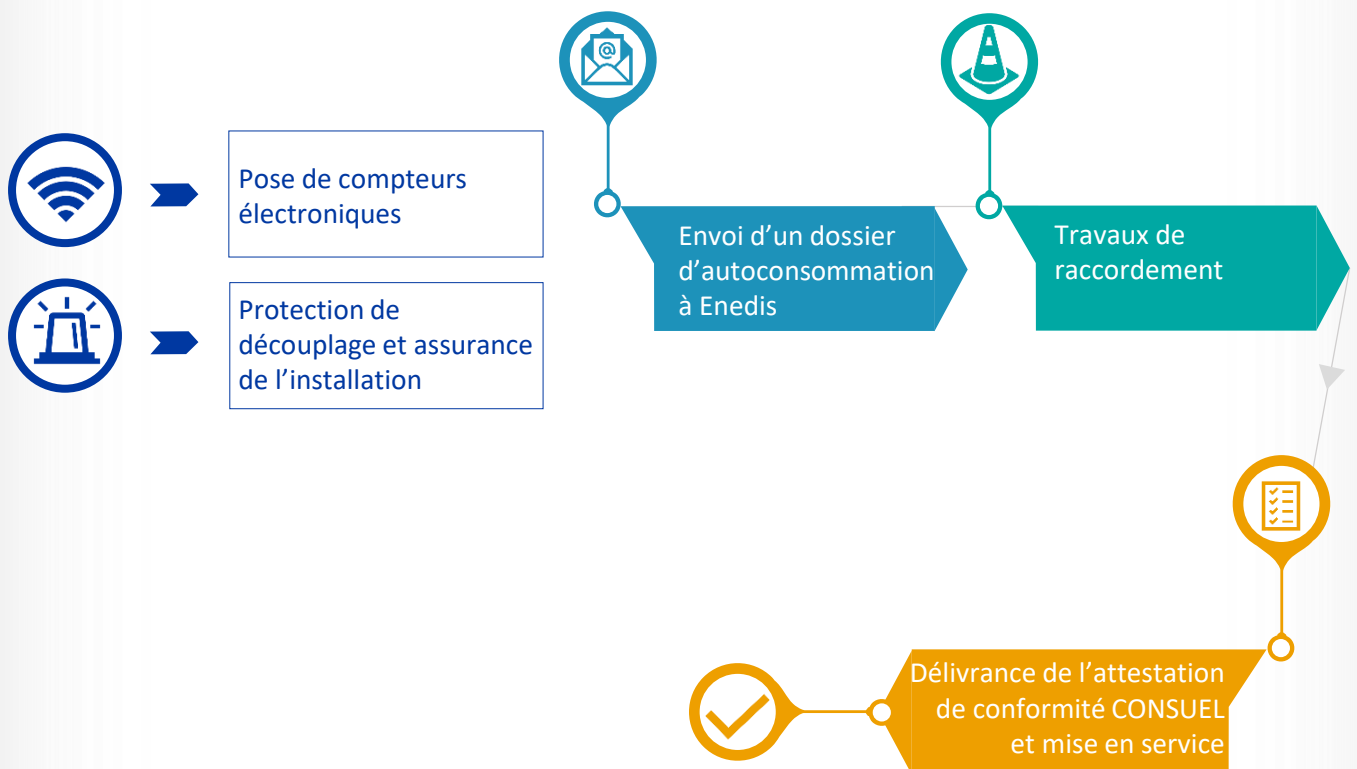 Pose de compteurs
électroniques
Protection de
découplage et assurance
de l’installation
@
Envoi d’un dossier
d’autoconsommation
à Enedis
Travaux de
raccordement
Délivrance de l’attestation
de conformité CONSUEL
et mise en service